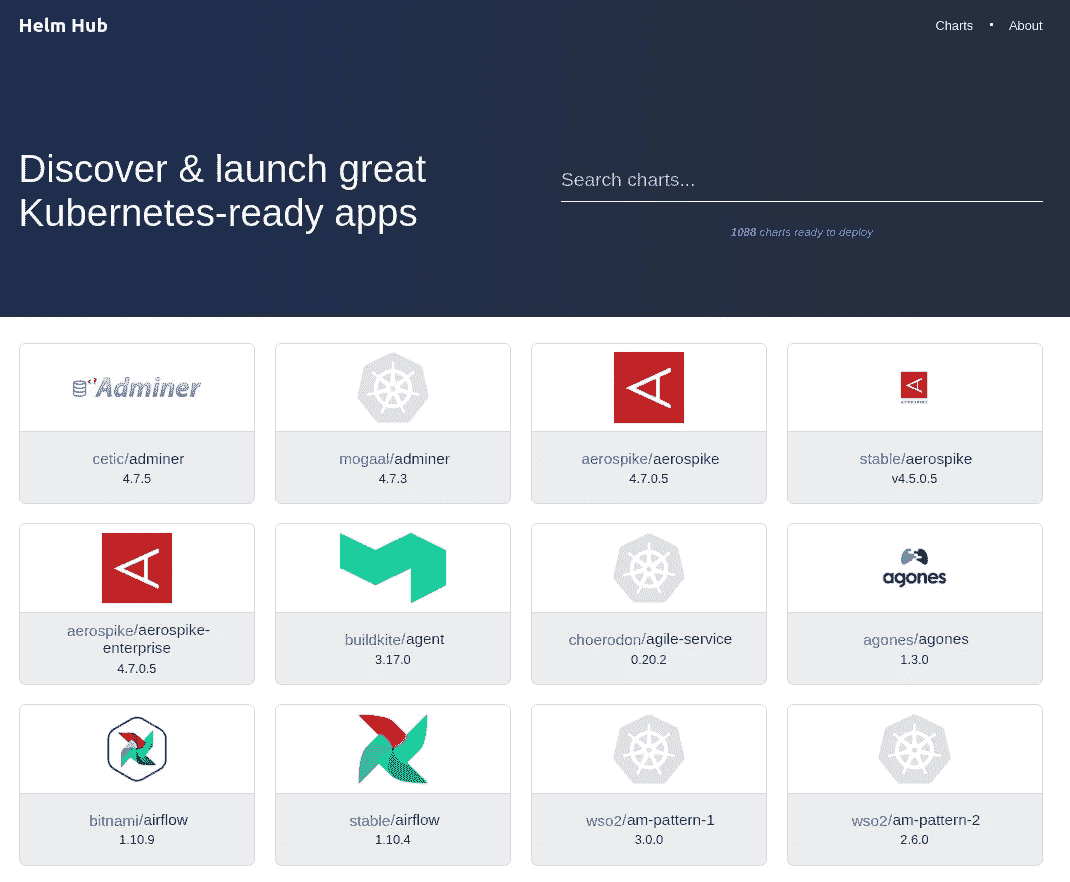 Helm Hub
Charts • About
Discover & launch great
Kubernetes-ready apps
Search charts...
1088 charts ready to deploy
Adminer
cetic/adminer
4.7.5
mogaal/adminer
4.7.3
aerospike/aerospike
4.7.0.5
AEROSPIKE
stable/aerospike
v4.5.0.5
aerospike/aerospike-
enterprise
4.7.0.5
buildkite/agent
3.17.0
choerodon/agile-service
0.20.2
agones
agones/agones
1.3.0
bitnami/airflow
1.10.9
stable/airflow
1.10.4
wso2/am-pattern-1
3.0.0
wso2/am-pattern-2
2.6.0